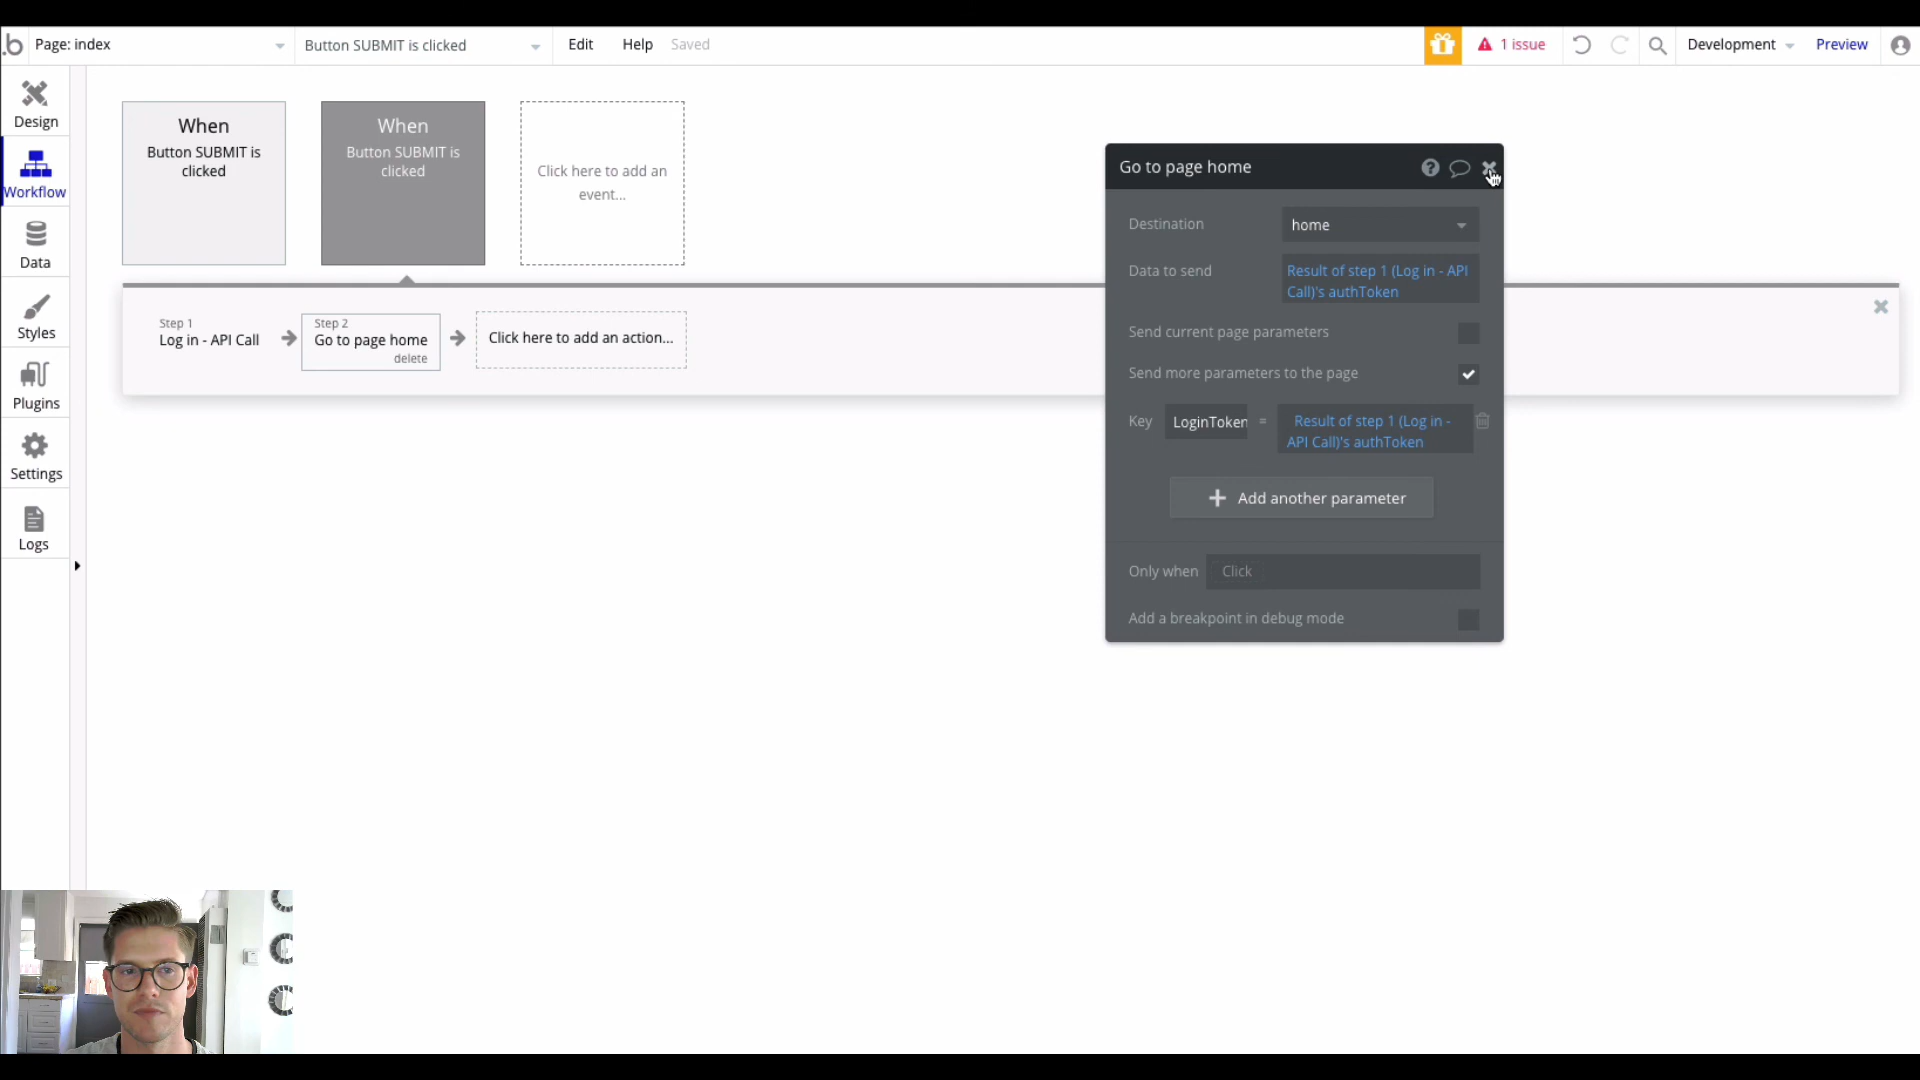 .b Page: index
Button SUBMIT is clicked
Edit
Help
Saved
1 issue
Development
Preview
Design
Workflow
Data
Styles
Plugins
Settings
Logs
When
Button SUBMIT is
clicked
When
Button SUBMIT is
clicked
Click here to add an
event...
Step 1
Log in - API Call
Step 2
Go to page home
delete
Click here to add an action...
Go to page home
Destination
home
Data to send
Result of step 1 (Log in - API
Call)'s authToken
Send current page parameters
Send more parameters to the page
Key
LoginToken
=
Result of step 1 (Log in -
API Call)'s authToken
+ Add another parameter
Only when
Click
Add a breakpoint in debug mode